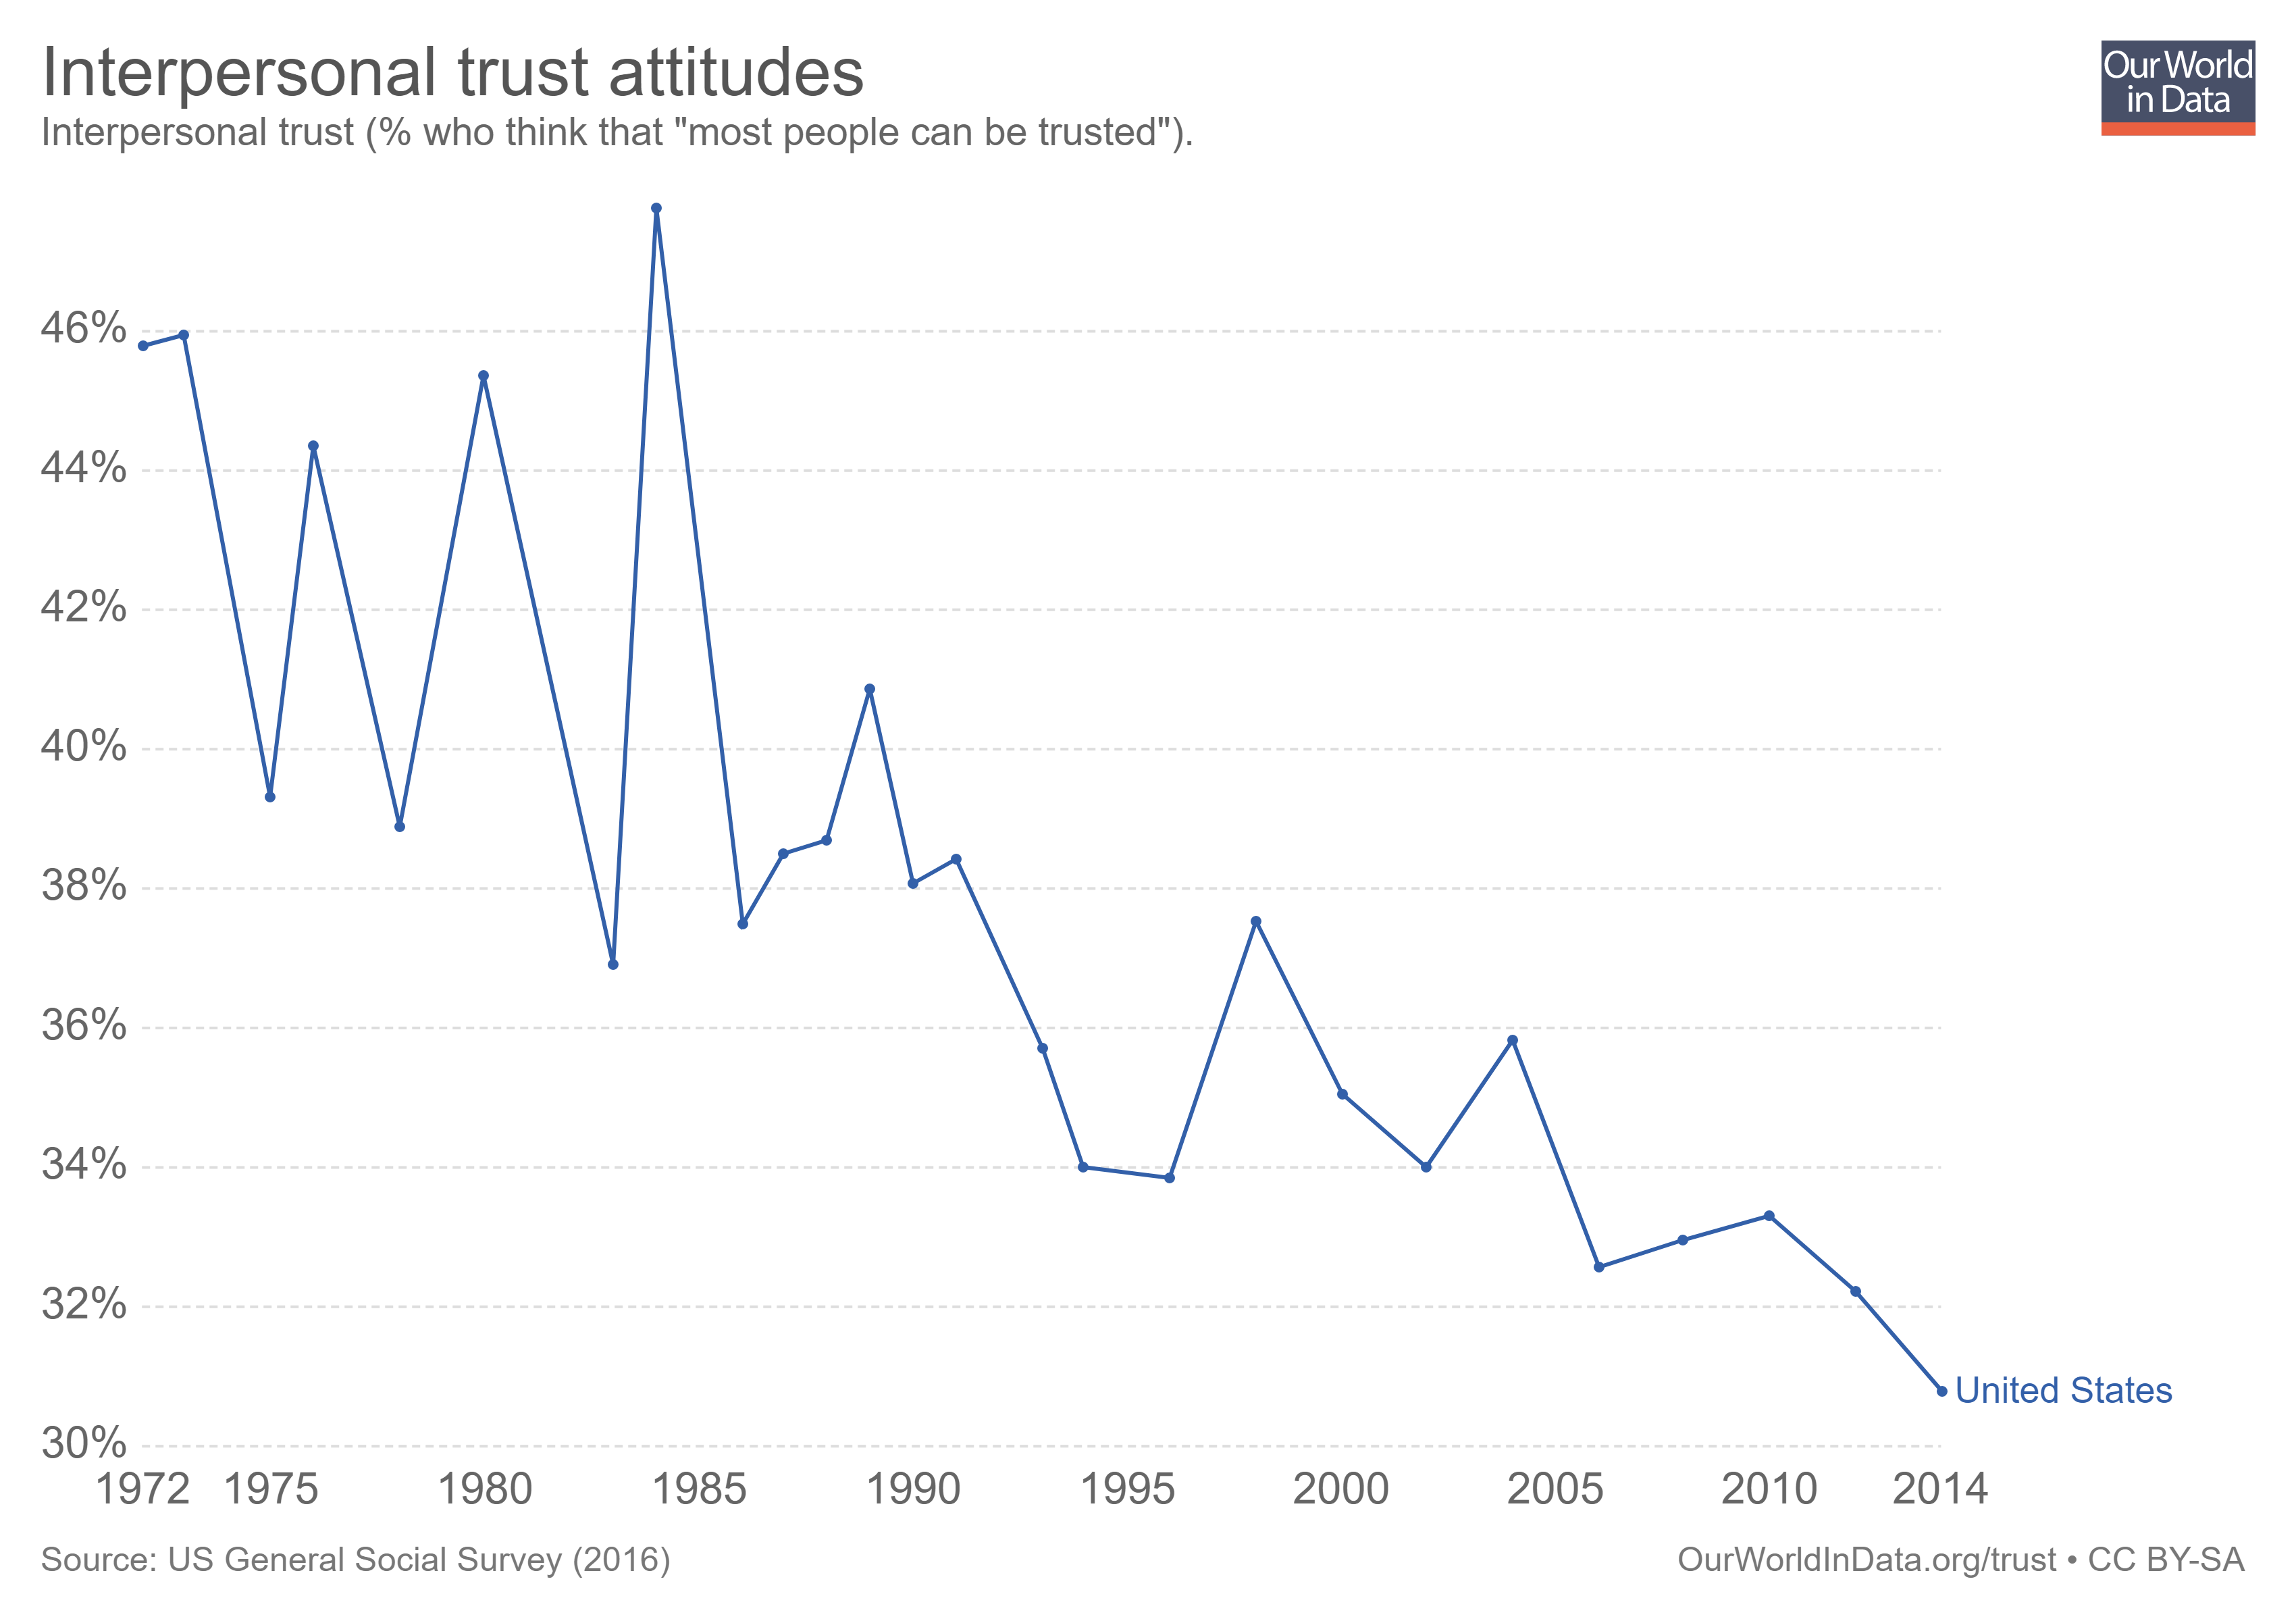 Interpersonal trust attitudes
Interpersonal trust (% who think that "most people can be trusted").
Our World
in Data
46%
44%
42%
40%
38%
36%
34%
32%
30%
United States
1972 1975 1980 1985 1990 1995 2000 2005 2010 2014
Source: US General Social Survey (2016)
OurWorldInData.org/trust • CC BY-SA